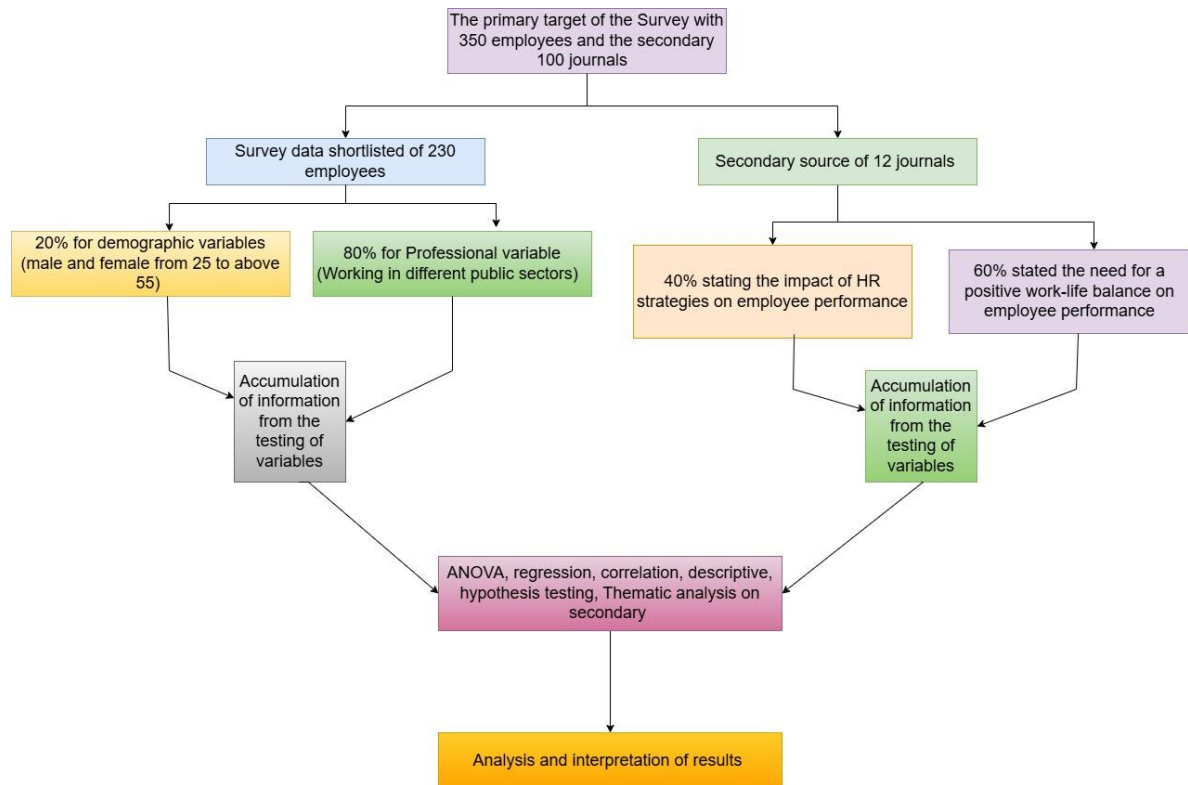 The primary target of the Survey with
350 employees and the secondary
100 journals
Survey data shortlisted of 230
employees
Secondary source of 12 journals
20% for demographic variables
(male and female from 25 to above
55)
80% for Professional variable
(Working in different public sectors)
40% stating the impact of HR
strategies on employee performance
60% stated the need for a
positive work-life balance on
employee performance
Accumulation
of information
from the
testing of
variables
Accumulation
of information
from the
testing of
variables
ANOVA, regression, correlation, descriptive,
hypothesis testing, Thematic analysis on
secondary
Analysis and interpretation of results